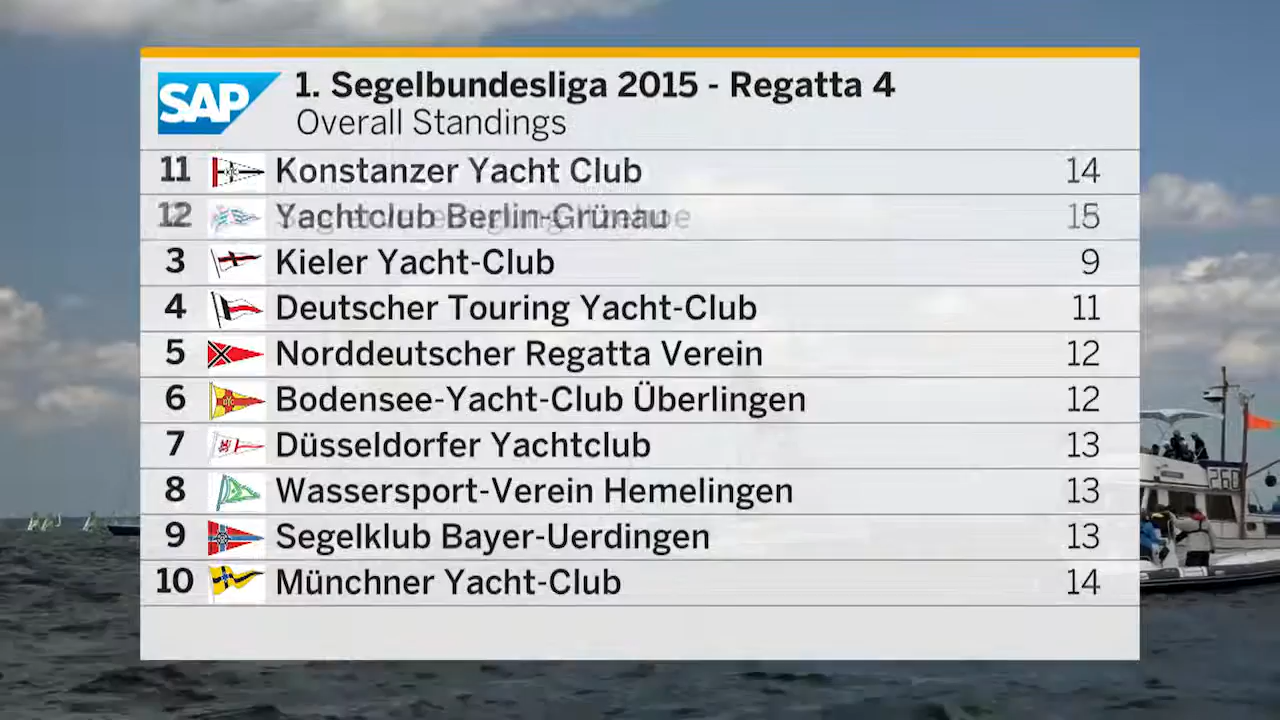 SAP
1. Segelbundesliga 2015 - Regatta 4
Overall Standings
11 Konstanzer Yacht Club 14
12 Yachtclub Berlin-Grünau 15
3 Kieler Yacht-Club 9
4 Deutscher Touring Yacht-Club 11
5 Norddeutscher Regatta Verein 12
6 Bodensee-Yacht-Club Überlingen 12
7 Düsseldorfer Yachtclub 13
8 Wassersport-Verein Hemelingen 13
9 Segelklub Bayer-Uerdingen 13
10 Münchner Yacht-Club 14
260